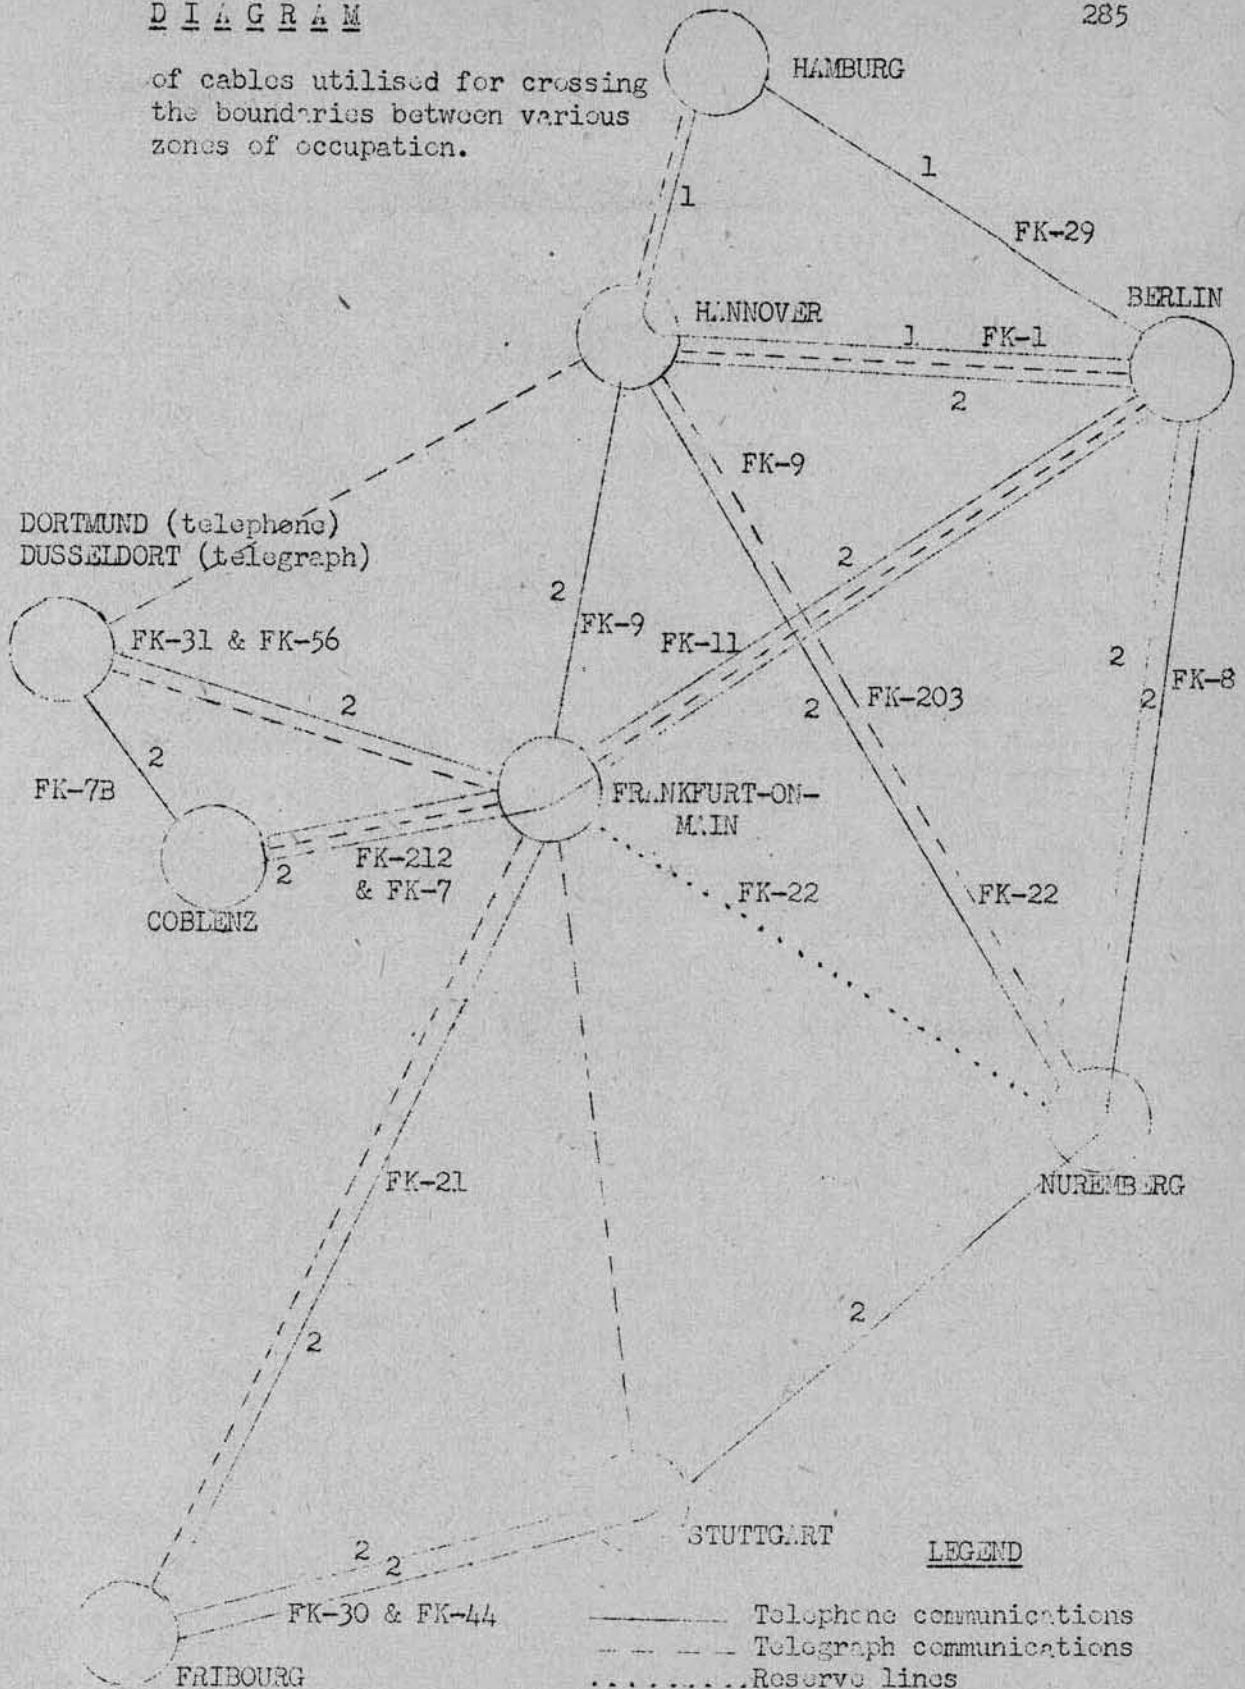 DIAGRAM
285
of cables utilised for crossing
the boundaries between various
zones of occupation.
HAMBURG
1
1
FK-29
BERLIN
HANNOVER
1
FK-1
2
FK-9
DORTMUND (telephone)
DUSSELDORT (telegraph)
2
2
FK-31 & FK-56
FK-9
FK-11
2
FK-8
2
2
FK-203
2
2
FK-7B
FRANKFURT-ON-
MAIN
FK-212
& FK-7
2
FK-22
FK-22
COBLENZ
FK-21
NUREMBERG
2
2
STUTTGART
LEGEND
2
2
FK-30 & FK-44
Telephone communications
Telegraph communications
Reserve lines
FRIBOURG